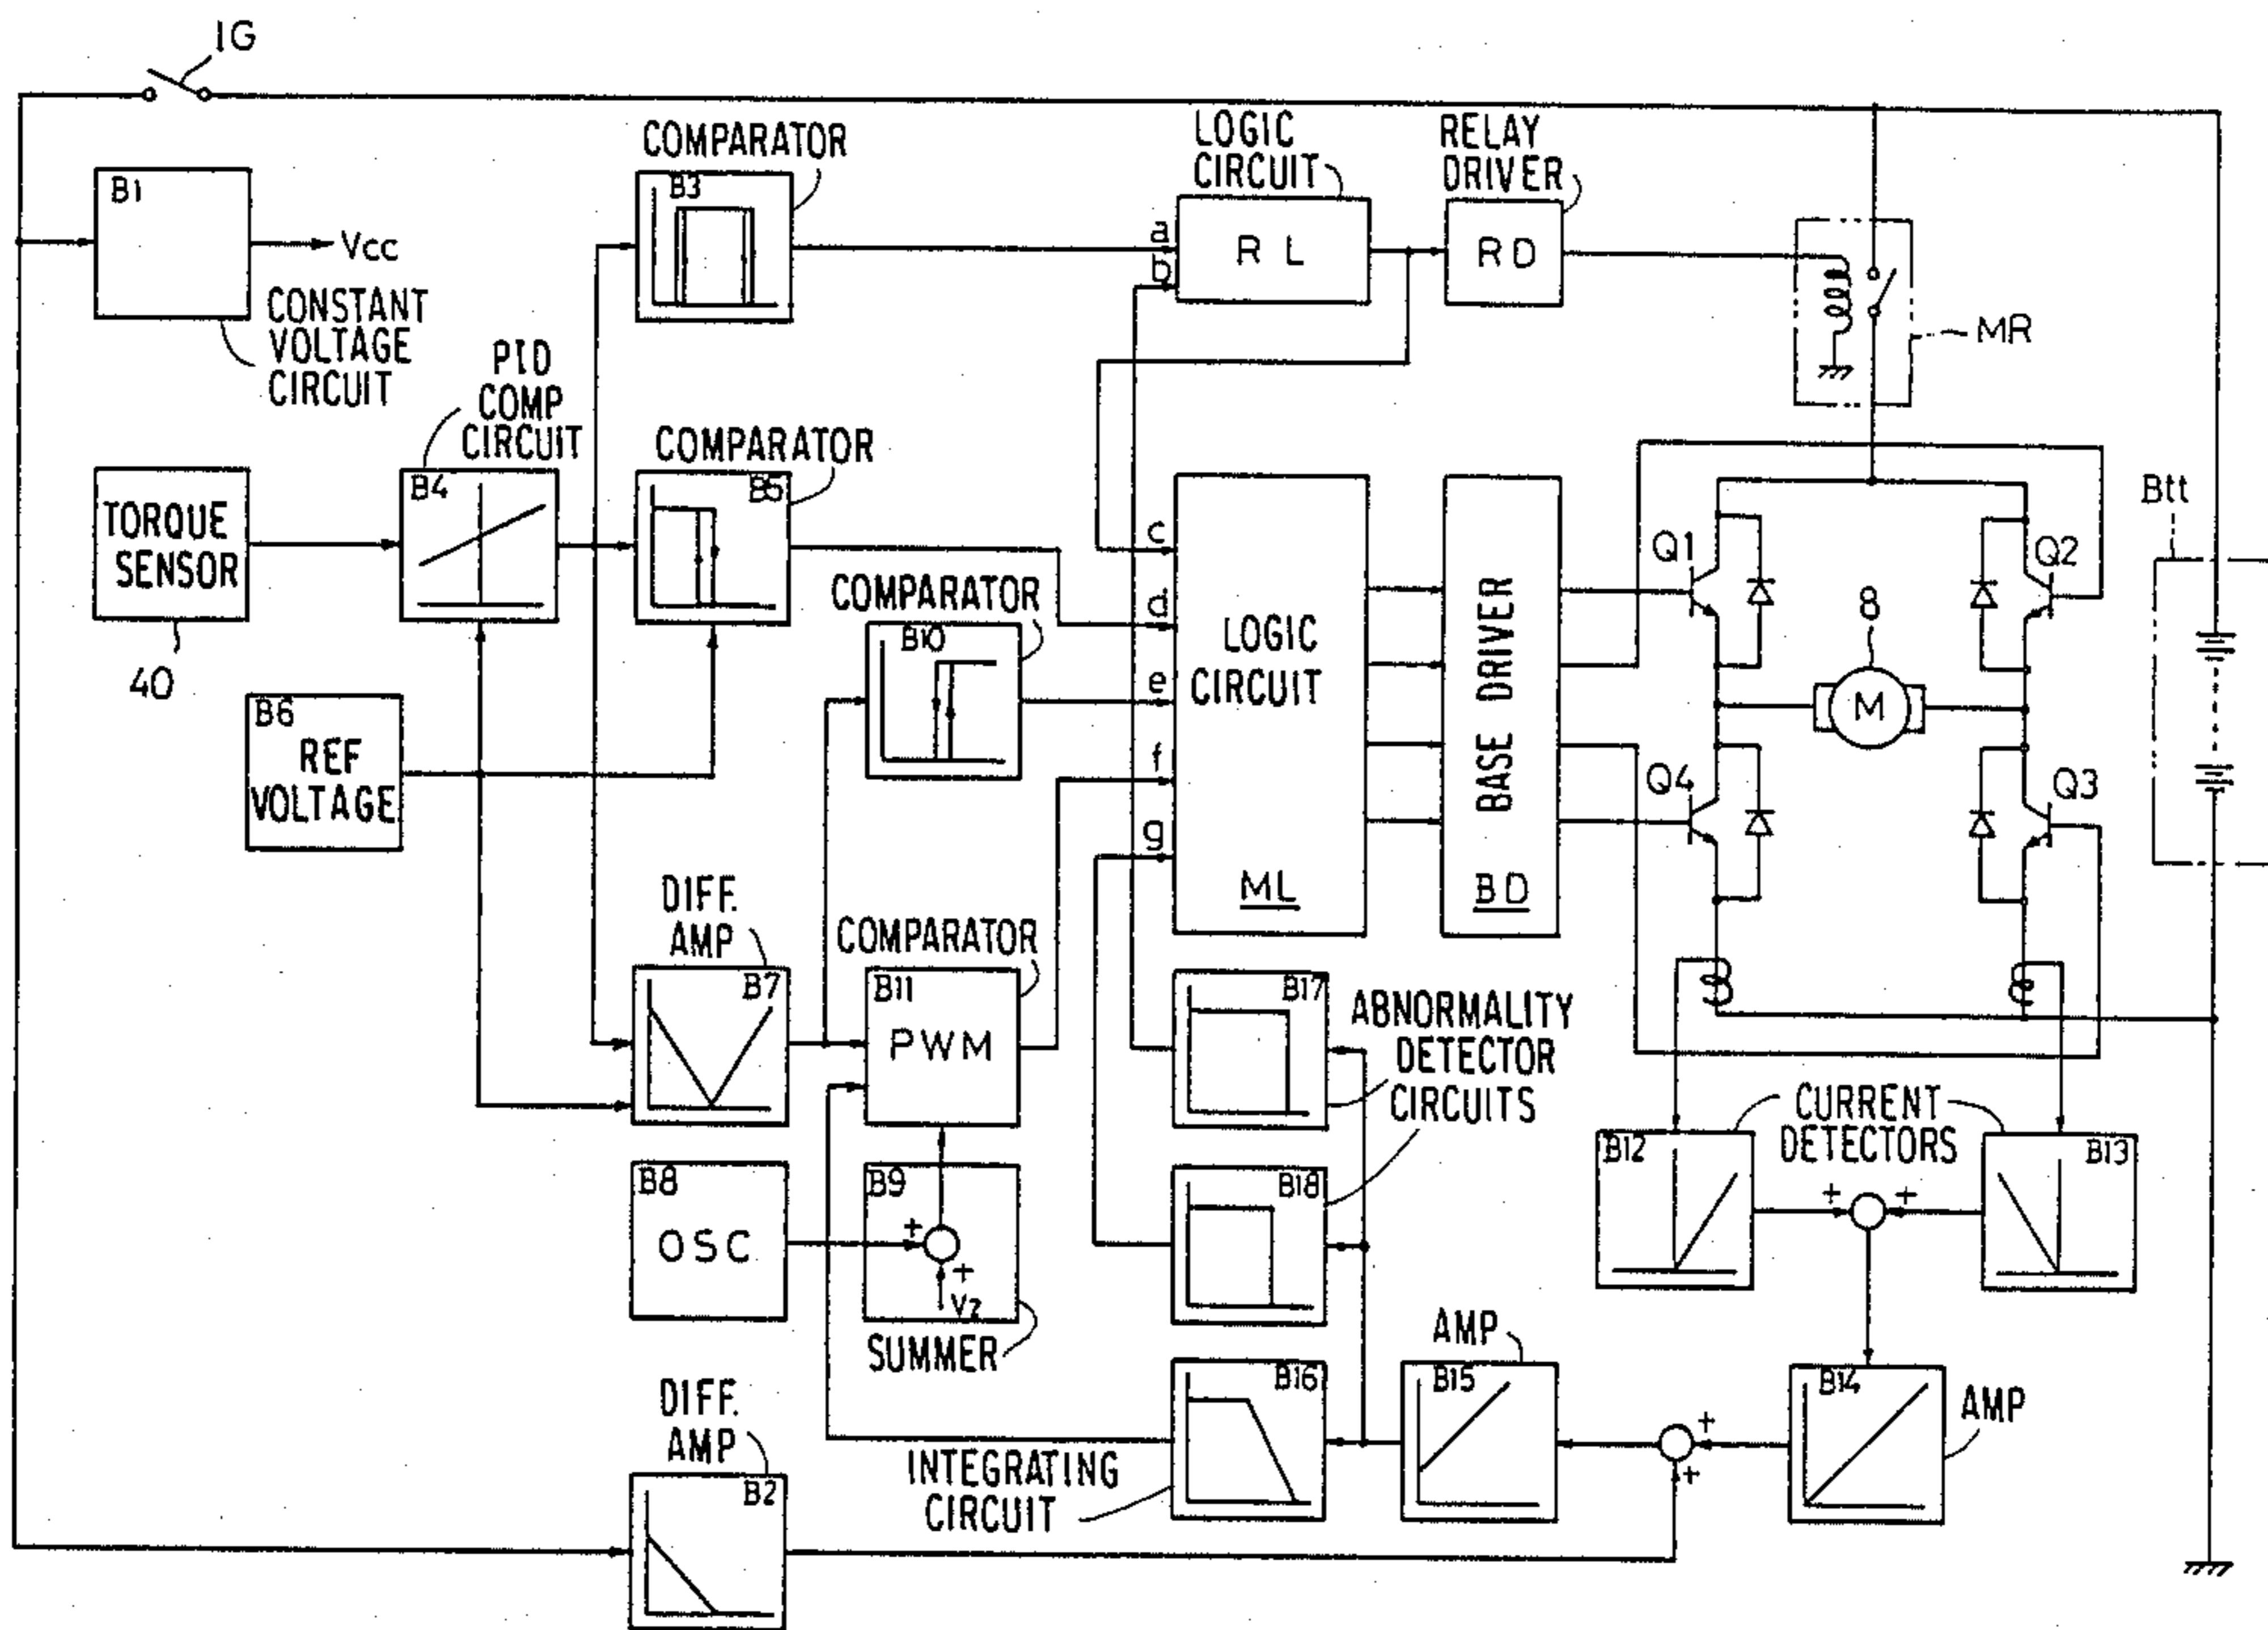 IG
COMPARATOR
LOGIC
CIRCUIT
RELAY
DRIVER
B1
Vcc
CONSTANT
VOLTAGE
CIRCUIT
B3
a
b
RL
RD
MR
PID
COMP
CIRCUIT
COMPARATOR
B4
B5
TORQUE
SENSOR
40
COMPARATOR
B10
c
d
e
f
g
LOGIC
CIRCUIT
ML
BASE DRIVER
BD
Q1
Q2
8
M
Q4
Q3
Btt
B6
REF
VOLTAGE
DIFF.
AMP
B7
COMPARATOR
B11
PWM
B17
ABNORMALITY
DETECTOR
CIRCUITS
CURRENT
DETECTORS
B12
B13
B8
OSC
B9
+
+
V2
SUMMER
B18
+
+
DIFF.
AMP
B2
INTEGRATING
CIRCUIT
B16
AMP
B15
+
+
B14
AMP